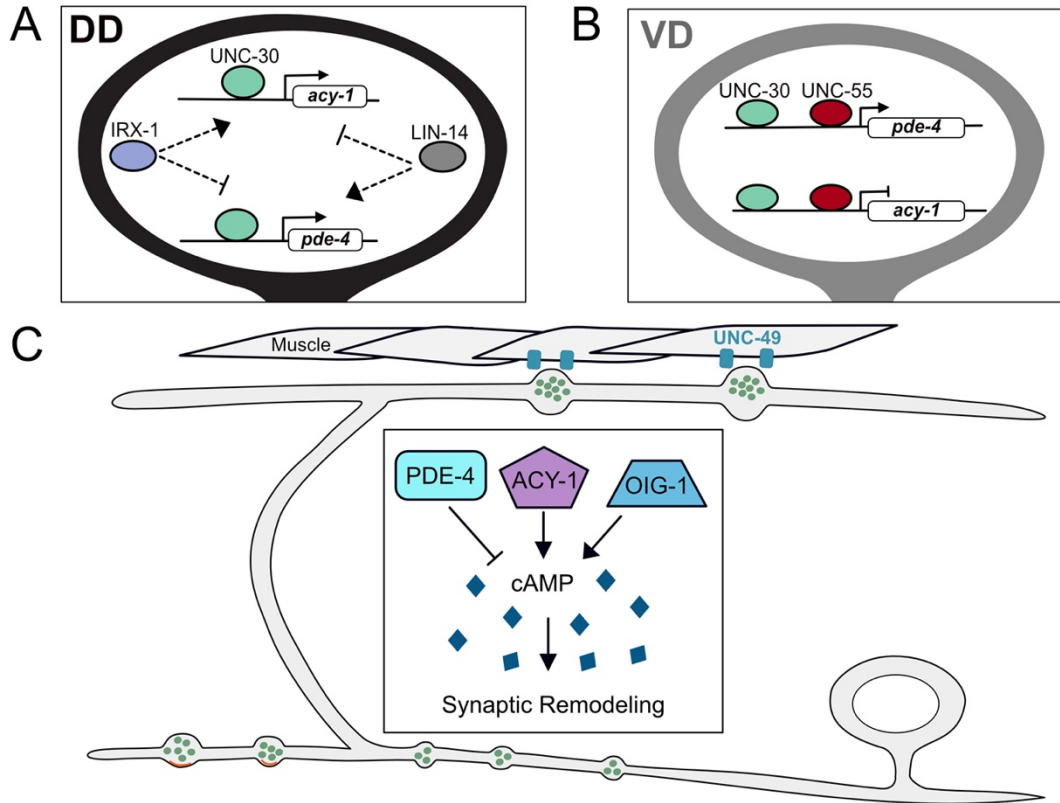 A
DD
UNC-30
acy-1
IRX-1
LIN-14
pde-4
B
VD
UNC-30 UNC-55
pde-4
acy-1
C
Muscle
UNC-49
PDE-4
ACY-1
OIG-1
cAMP
Synaptic Remodeling